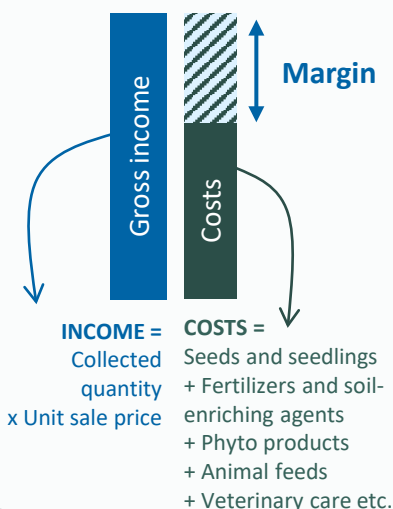 Margin
Gross income
Costs
INCOME =
Collected
quantity
x Unit sale price
COSTS =
Seeds and seedlings
+ Fertilizers and soil-
enriching agents
+ Phyto products
+ Animal feeds
+ Veterinary care etc.